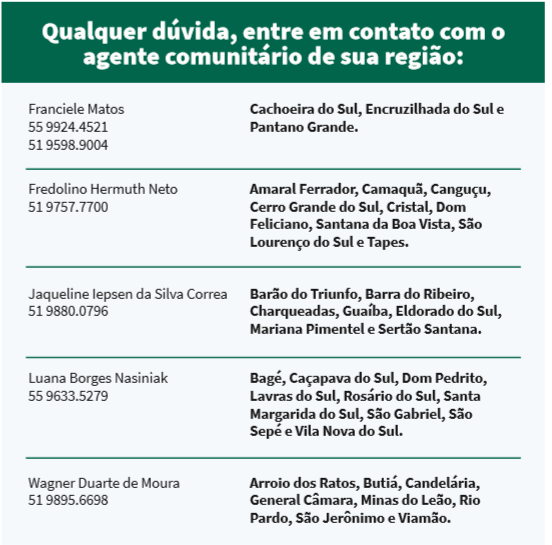 Qualquer dúvida, entre em contato com o
agente comunitário de sua região:
Franciele Matos
55 9924.4521
51 9598.9004
Cachoeira do Sul, Encruzilhada do Sul e
Pantano Grande.
Fredolino Hermuth Neto
51 9757.7700
Amaral Ferrador, Camaquã, Canguçu,
Cerro Grande do Sul, Cristal, Dom
Feliciano, Santana da Boa Vista, São
Lourenço do Sul e Tapes.
Jaqueline Iepsen da Silva Correa
51 9880.0796
Barão do Triunfo, Barra do Ribeiro,
Charqueadas, Guaíba, Eldorado do Sul,
Mariana Pimentel e Sertão Santana.
Luana Borges Nasiniak
55 9633.5279
Bagé, Caçapava do Sul, Dom Pedrito,
Lavras do Sul, Rosário do Sul, Santa
Margarida do Sul, São Gabriel, São
Sepé e Vila Nova do Sul.
Wagner Duarte de Moura
51 9895.6698
Arroio dos Ratos, Butiá, Candelária,
General Câmara, Minas do Leão, Rio
Pardo, São Jerônimo e Viamão.